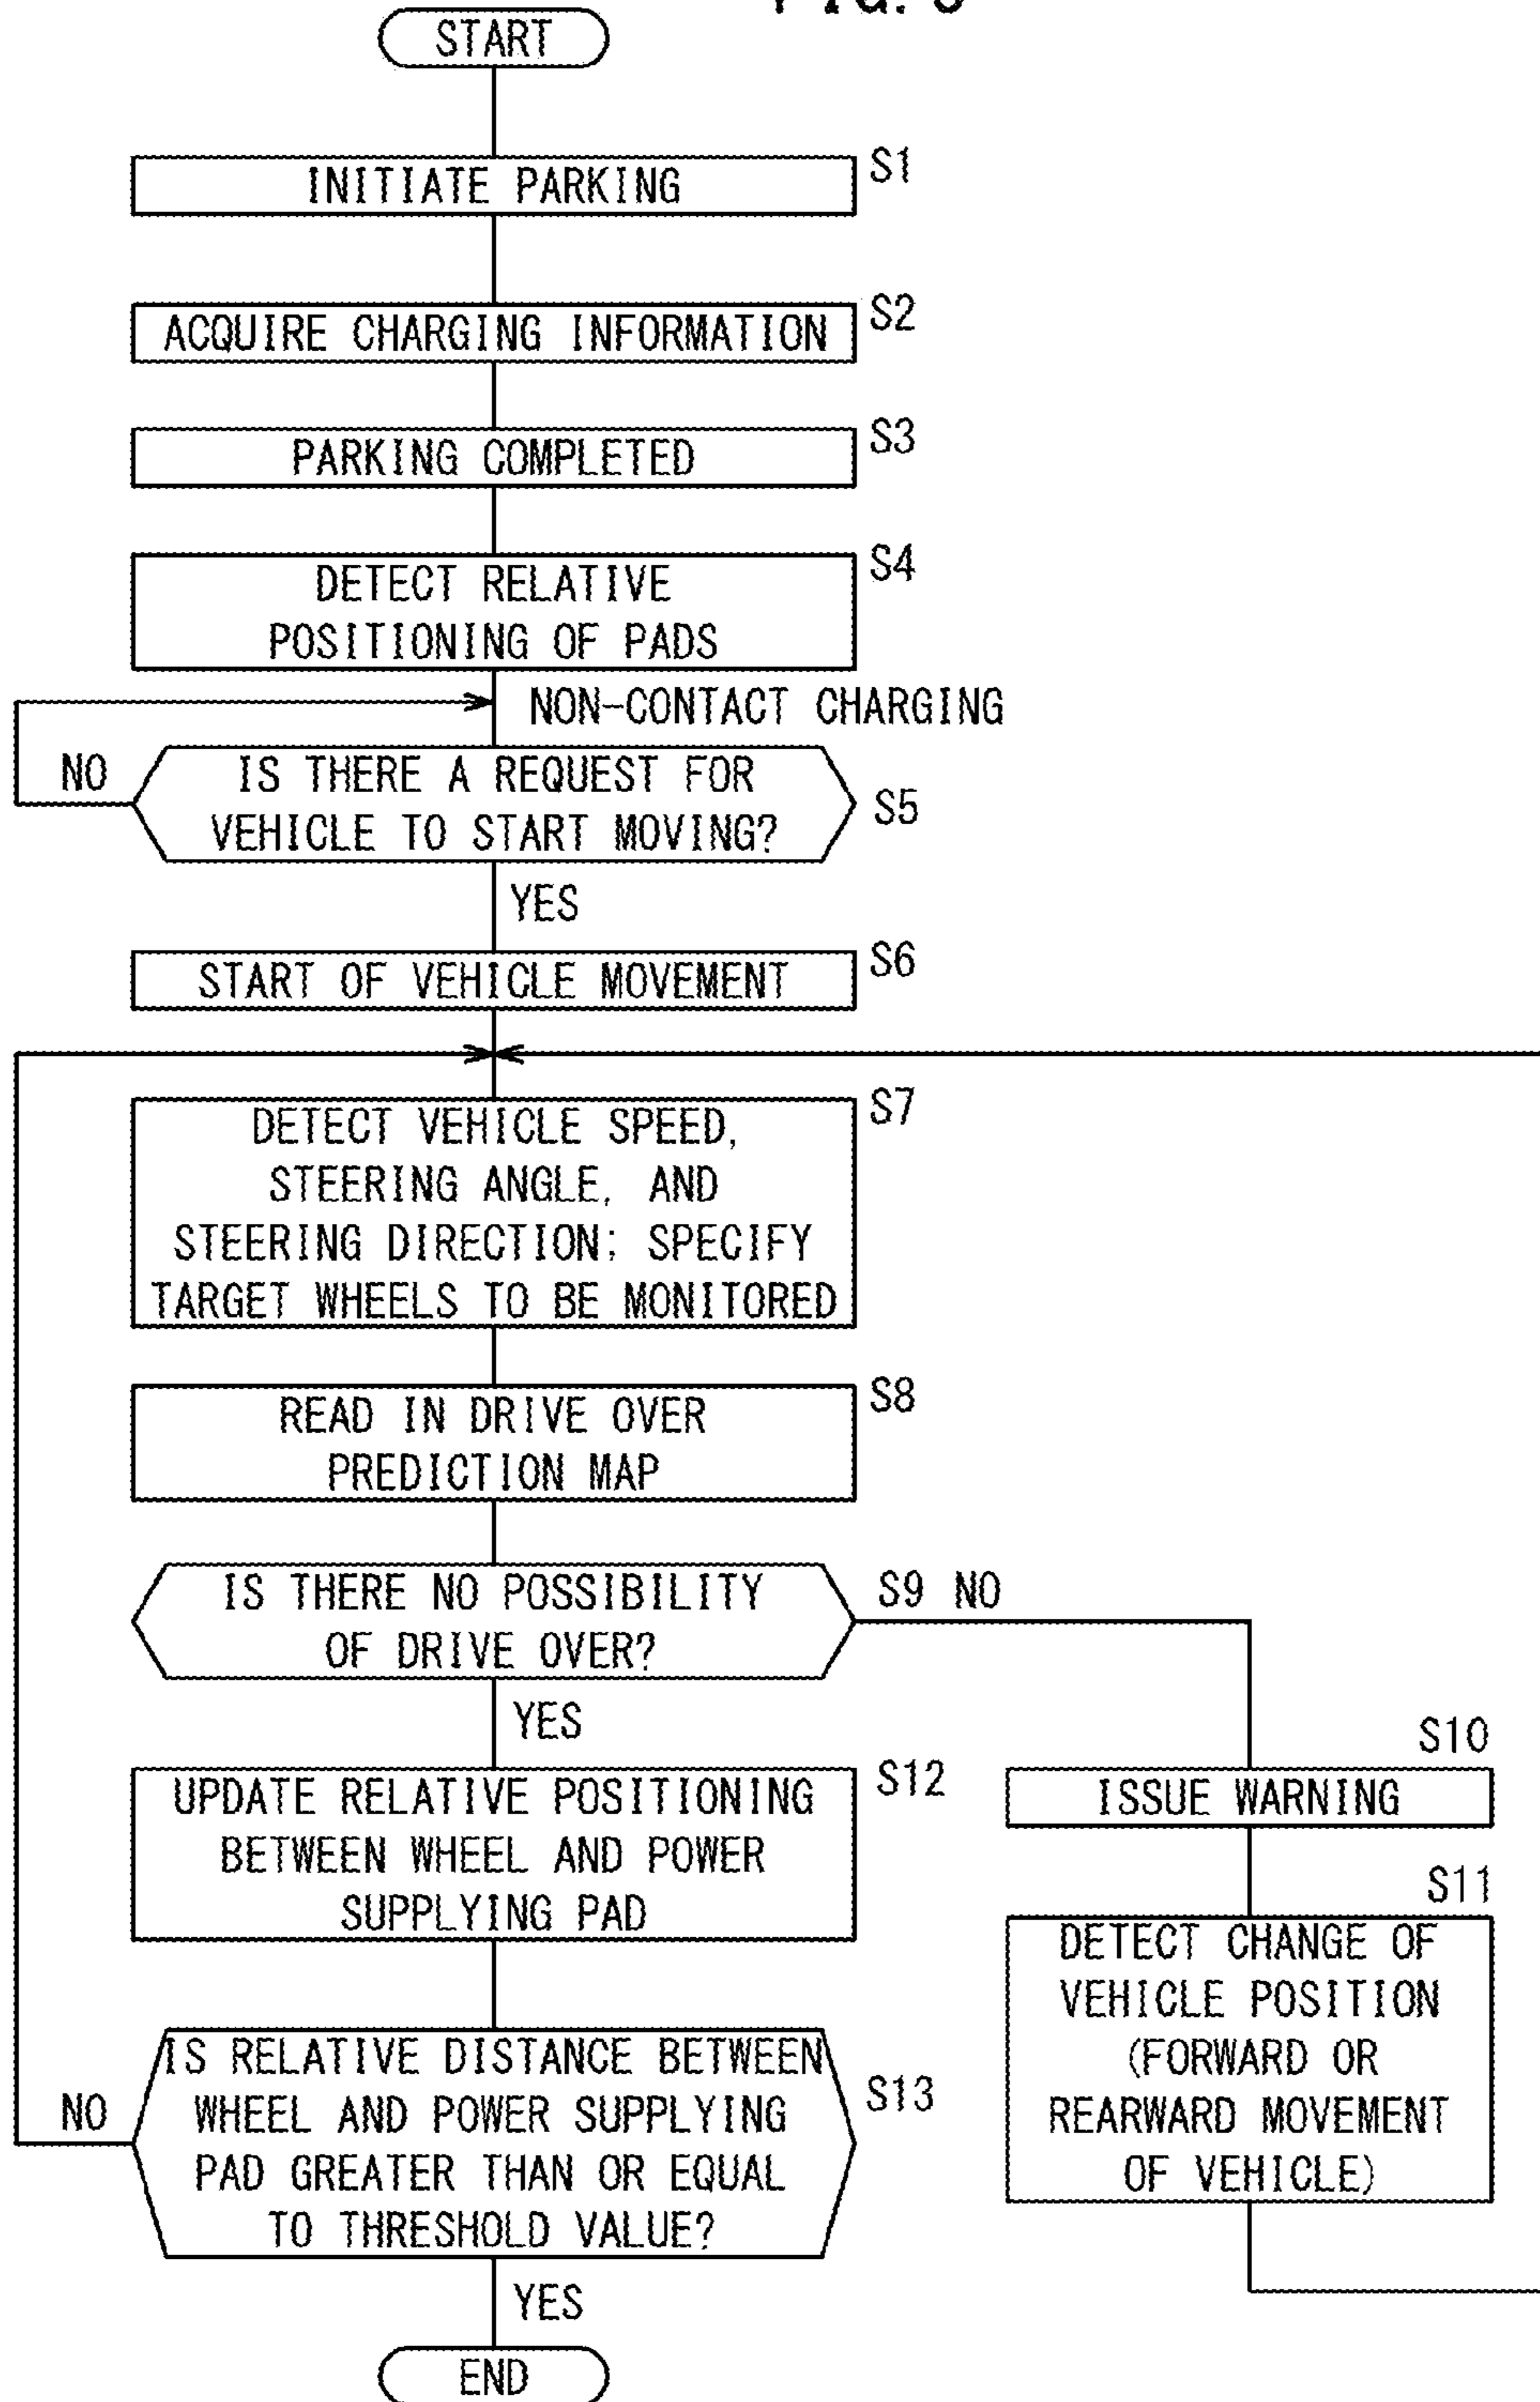 START
S1
INITIATE PARKING
S2
ACQUIRE CHARGING INFORMATION
S3
PARKING COMPLETED
S4
DETECT RELATIVE
POSITIONING OF PADS
NON-CONTACT CHARGING
NO
IS THERE A REQUEST FOR
VEHICLE TO START MOVING?
S5
YES
S6
START OF VEHICLE MOVEMENT
S7
DETECT VEHICLE SPEED,
STEERING ANGLE, AND
STEERING DIRECTION; SPECIFY
TARGET WHEELS TO BE MONITORED
S8
READ IN DRIVE OVER
PREDICTION MAP
IS THERE NO POSSIBILITY
OF DRIVE OVER?
S9 NO
YES
S10
ISSUE WARNING
S11
DETECT CHANGE OF
VEHICLE POSITION
(FORWARD OR
REARWARD MOVEMENT
OF VEHICLE)
S12
UPDATE RELATIVE POSITIONING
BETWEEN WHEEL AND POWER
SUPPLYING PAD
NO
IS RELATIVE DISTANCE BETWEEN
WHEEL AND POWER SUPPLYING
PAD GREATER THAN OR EQUAL
TO THRESHOLD VALUE?
S13
YES
END